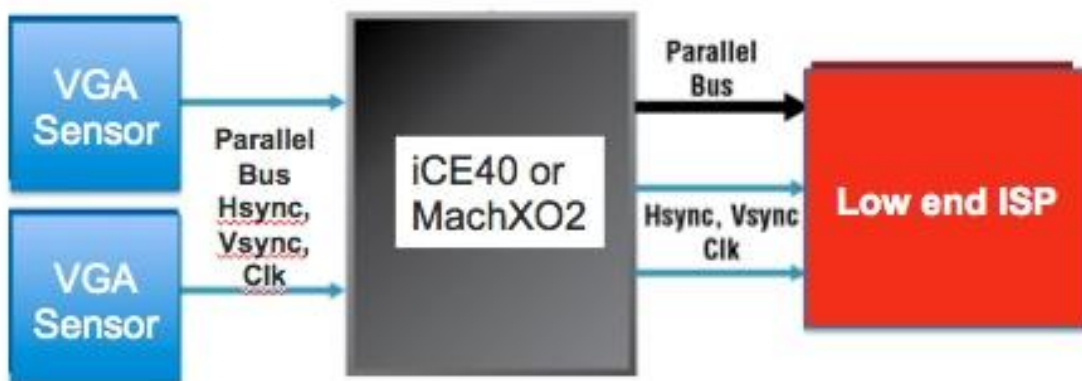 VGA
Sensor
VGA
Sensor
Parallel
Bus
Hsync,
Vsync,
Clk
iCE40 or
MachXO2
Parallel
Bus
Hsync, Vsync
Clk
Low end ISP